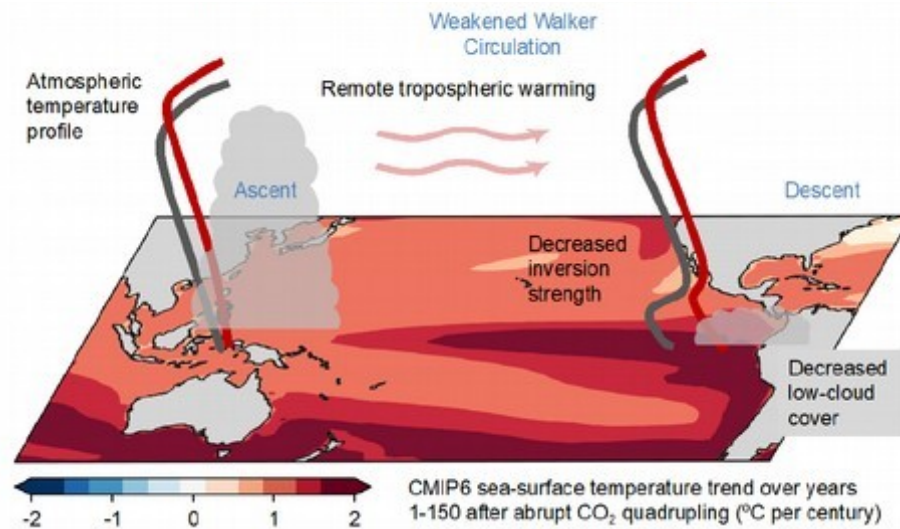 Weakened Walker
Circulation
Atmospheric
temperature
profile
Remote tropospheric warming
Ascent
Descent
Decreased
inversion
strength
Decreased
low-cloud
cover
-2 -1 0 1 2
CMIP6 sea-surface temperature trend over years
1-150 after abrupt CO₂ quadrupling (ºC per century)